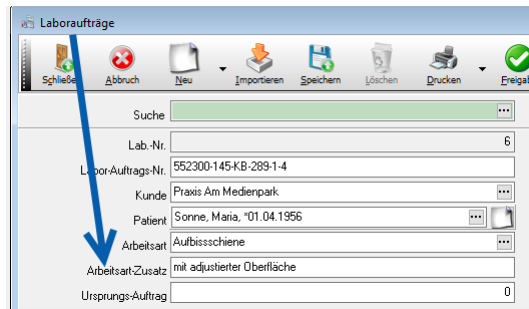 Laboraufträge
Schließen Abbruch Neu Importieren Speichern Löschen Drucken Freigab
Suche
Lab.-Nr. 6
Labor-Auftrags-Nr. 552300-145-KB-289-1-4
Kunde Praxis Am Medienpark
Patient Sonne, Maria, *01.04.1956
Arbeitsart Aufbissschiene
Arbeitsart-Zusatz mit adjustierter Oberfläche
Ursprungs-Auftrag 0